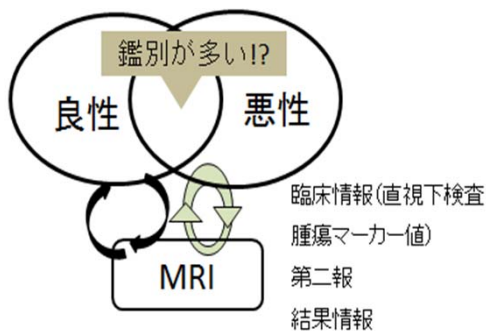 鑑別が多い!?
良性
悪性
臨床情報(直視下検査
腫瘍マーカー値)
MRI
第二報
結果情報